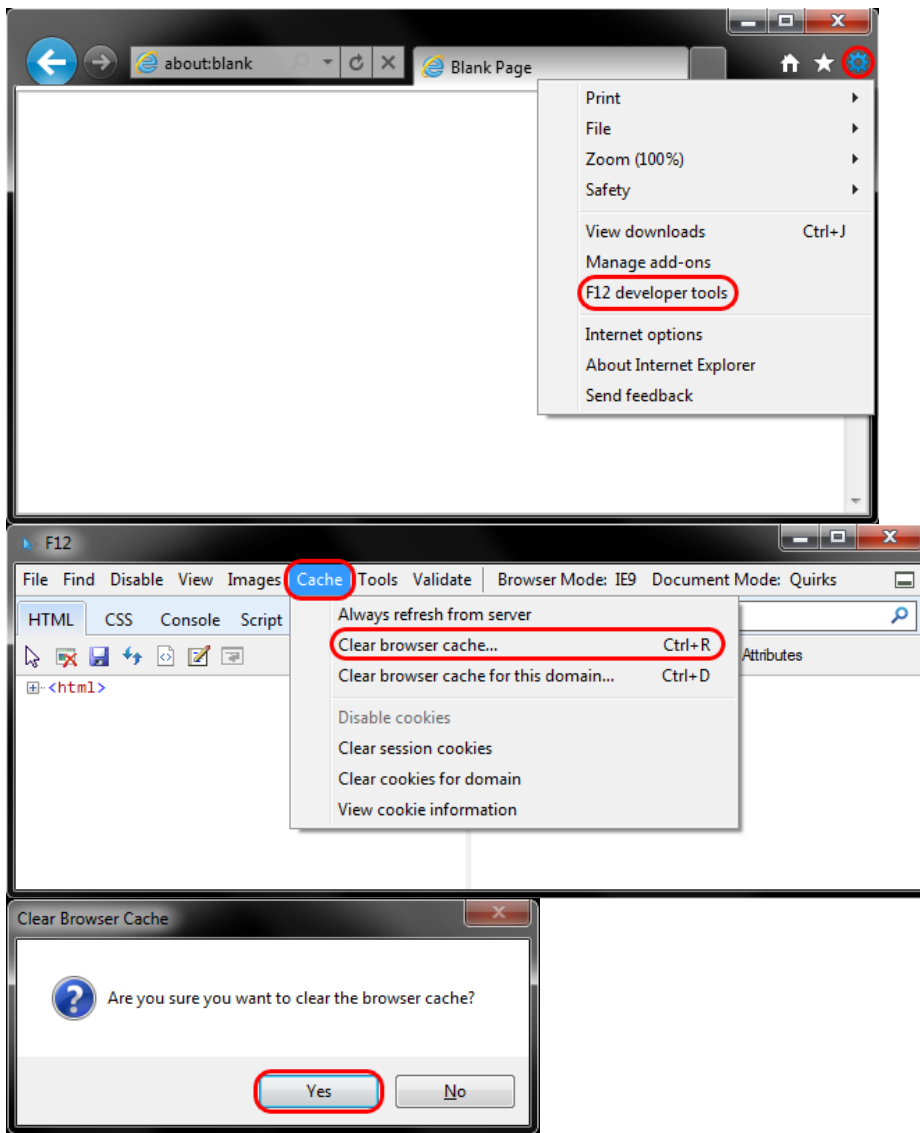 about:blank
Blank Page
Print
File
Zoom (100%)
Safety
View downloads Ctrl+J
Manage add-ons
F12 developer tools
Internet options
About Internet Explorer
Send feedback
F12
File Find Disable View Images Cache Tools Validate Browser Mode: IE9 Document Mode: Quirks
HTML CSS Console Script
Always refresh from server
Clear browser cache... Ctrl+R
Attributes
Clear browser cache for this domain... Ctrl+D
<html>
Disable cookies
Clear session cookies
Clear cookies for domain
View cookie information
Clear Browser Cache
Are you sure you want to clear the browser cache?
Yes No